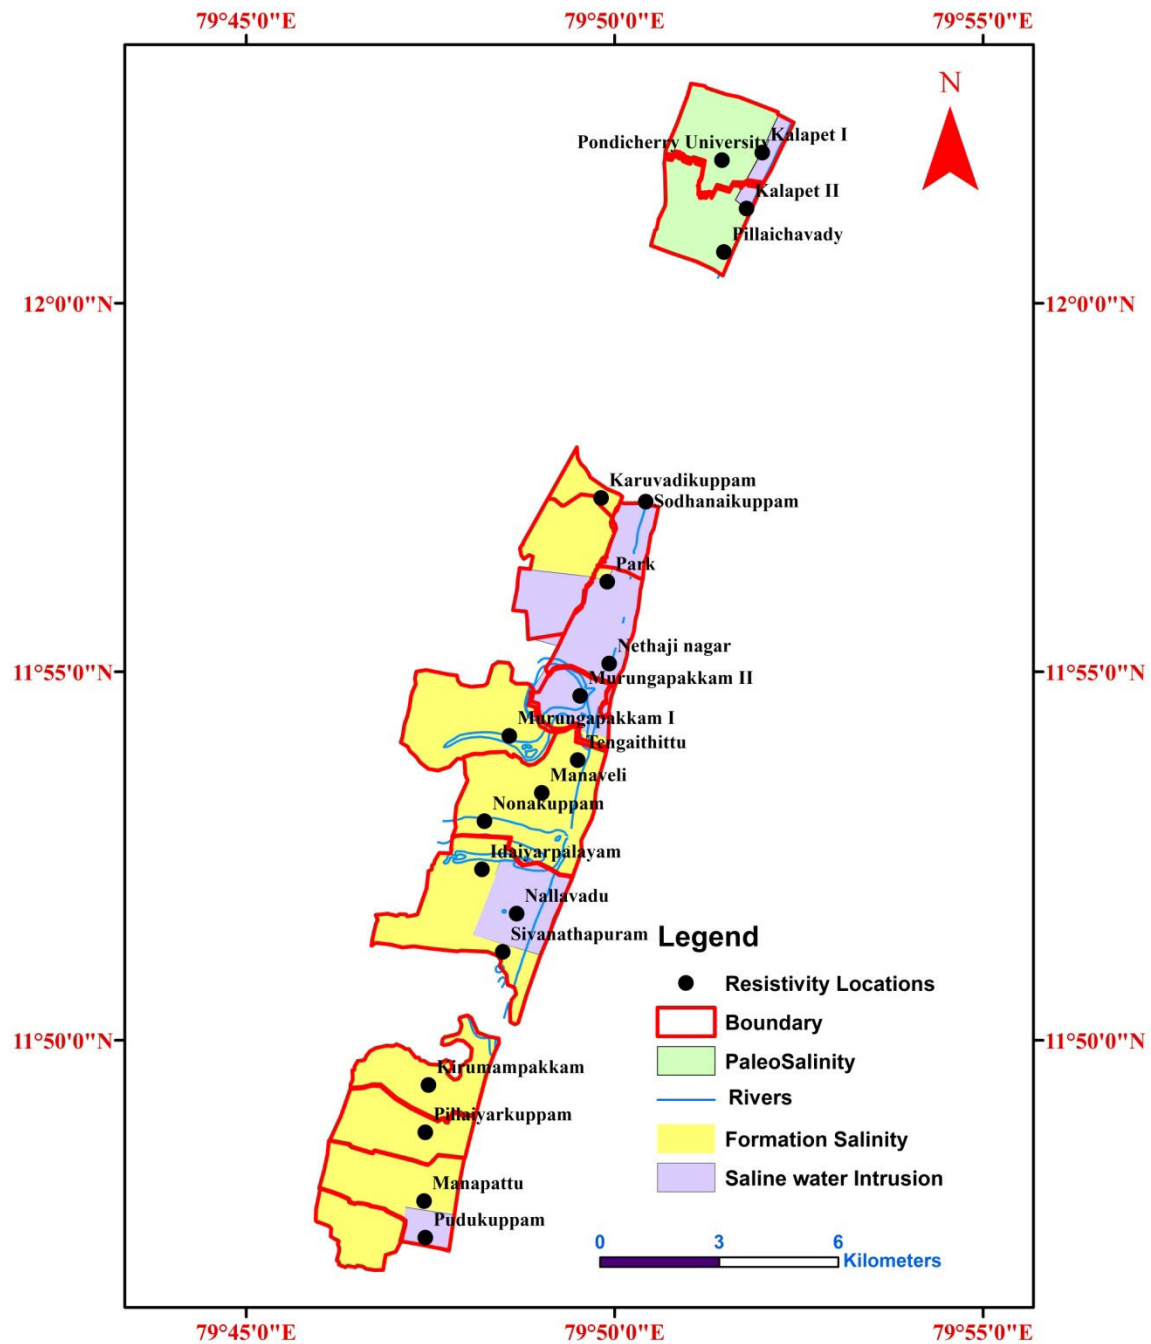 79°45'0"E
79°50'0"E
79°55'0"E
N
Pondicherry University
Kalapet I
Kalapet II
Pillaichavady
12°0'0"N
12°0'0"N
Karuvadikuppam
Sodhanaikuppam
Park
Nethaji nagar
11°55'0"N
11°55'0"N
Murungapakkam II
Murungapakkam I
Tengaithittu
Manaveli
Nonakuppam
Idaiyarpalayam
Nallavadu
Sivanathapuram
Legend
Resistivity Locations
Boundary
PaleoSalinity
Rivers
Formation Salinity
Saline water Intrusion
11°50'0"N
11°50'0"N
Kirumampakkam
Pillaiyarkuppam
Manapattu
Pudukuppam
0 3 6
Kilometers
79°45'0"E
79°50'0"E
79°55'0"E